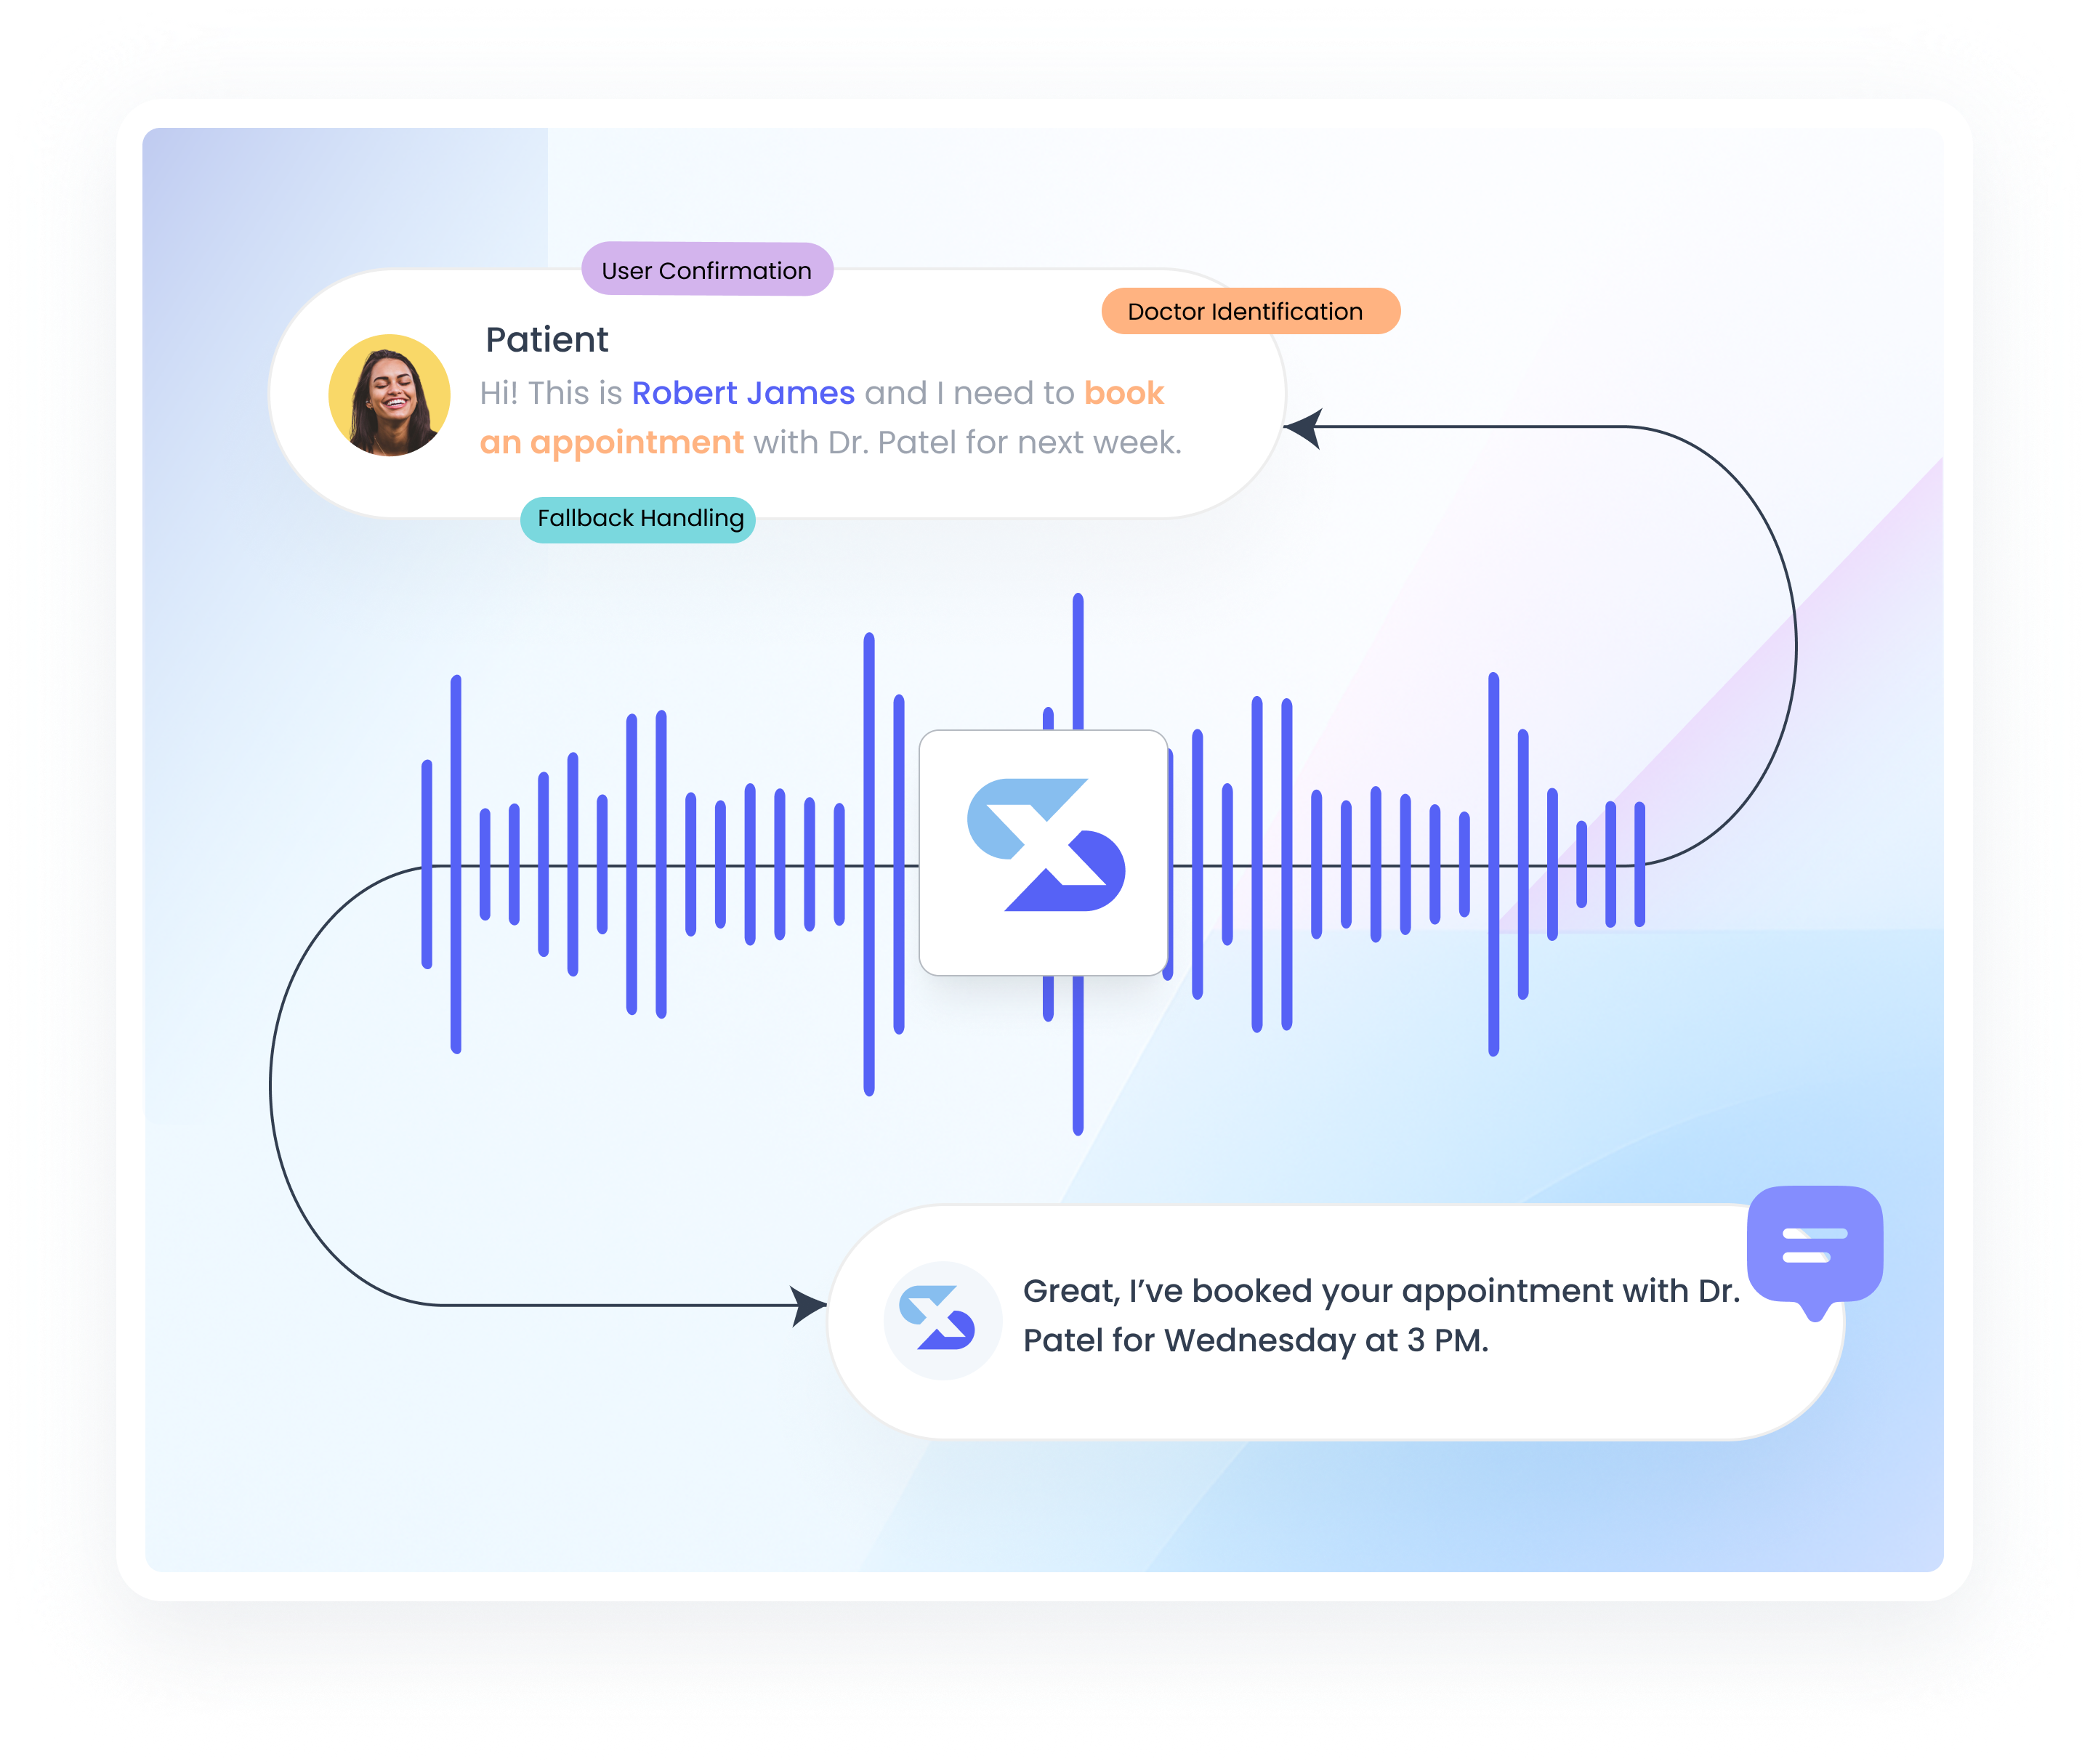 User Confirmation
Doctor Identification
Patient
Hi! This is Robert James and I need to book
an appointment with Dr. Patel for next week.
Fallback Handling
Great, I’ve booked your appointment with Dr.
Patel for Wednesday at 3 PM.